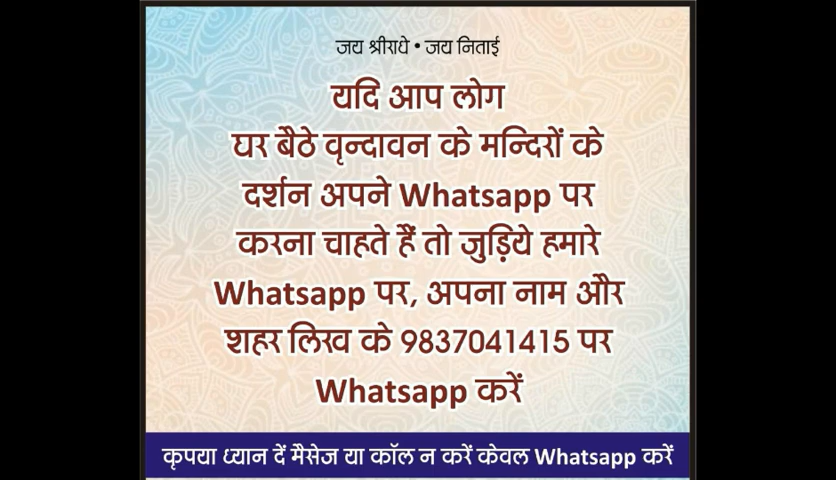 जय श्रीराधे • जय निताई
यदि आप लोग
घर बैठे वृन्दावन के मन्दिरों के
दर्शन अपने Whatsapp पर
करना चाहते हैं तो जुड़िये हमारे
Whatsapp पर, अपना नाम और
शहर लिख के 9837041415 पर
Whatsapp करें
कृपया ध्यान दें मैसेज या कॉल न करें केवल Whatsapp करें